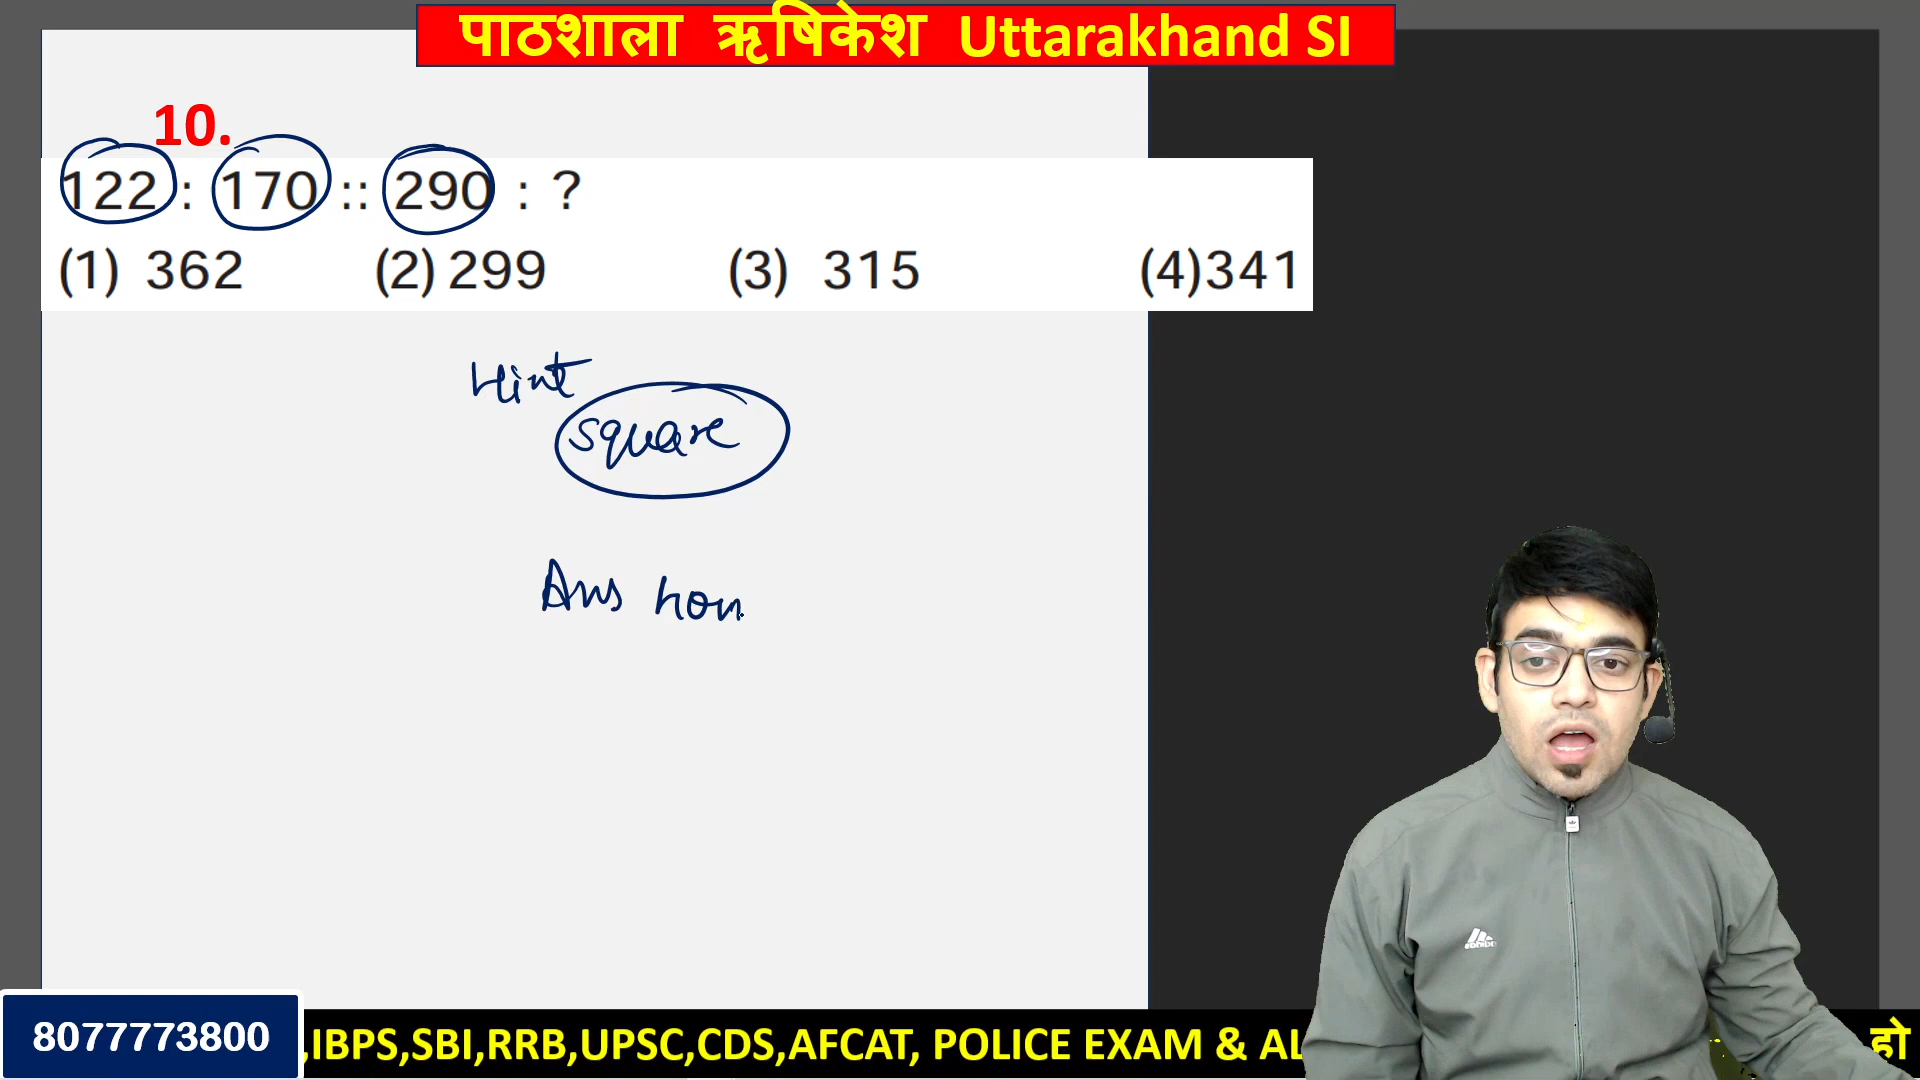 पाठशाला ऋषिकेश Uttarakhand SI
10.
122 : 170 :: 290 : ?
(1) 362 (2) 299 (3) 315 (4) 341
Hint
square
Ans hon
8077773800
,IBPS,SBI,RRB,UPSC,CDS,AFCAT, POLICE EXAM & AL
हो